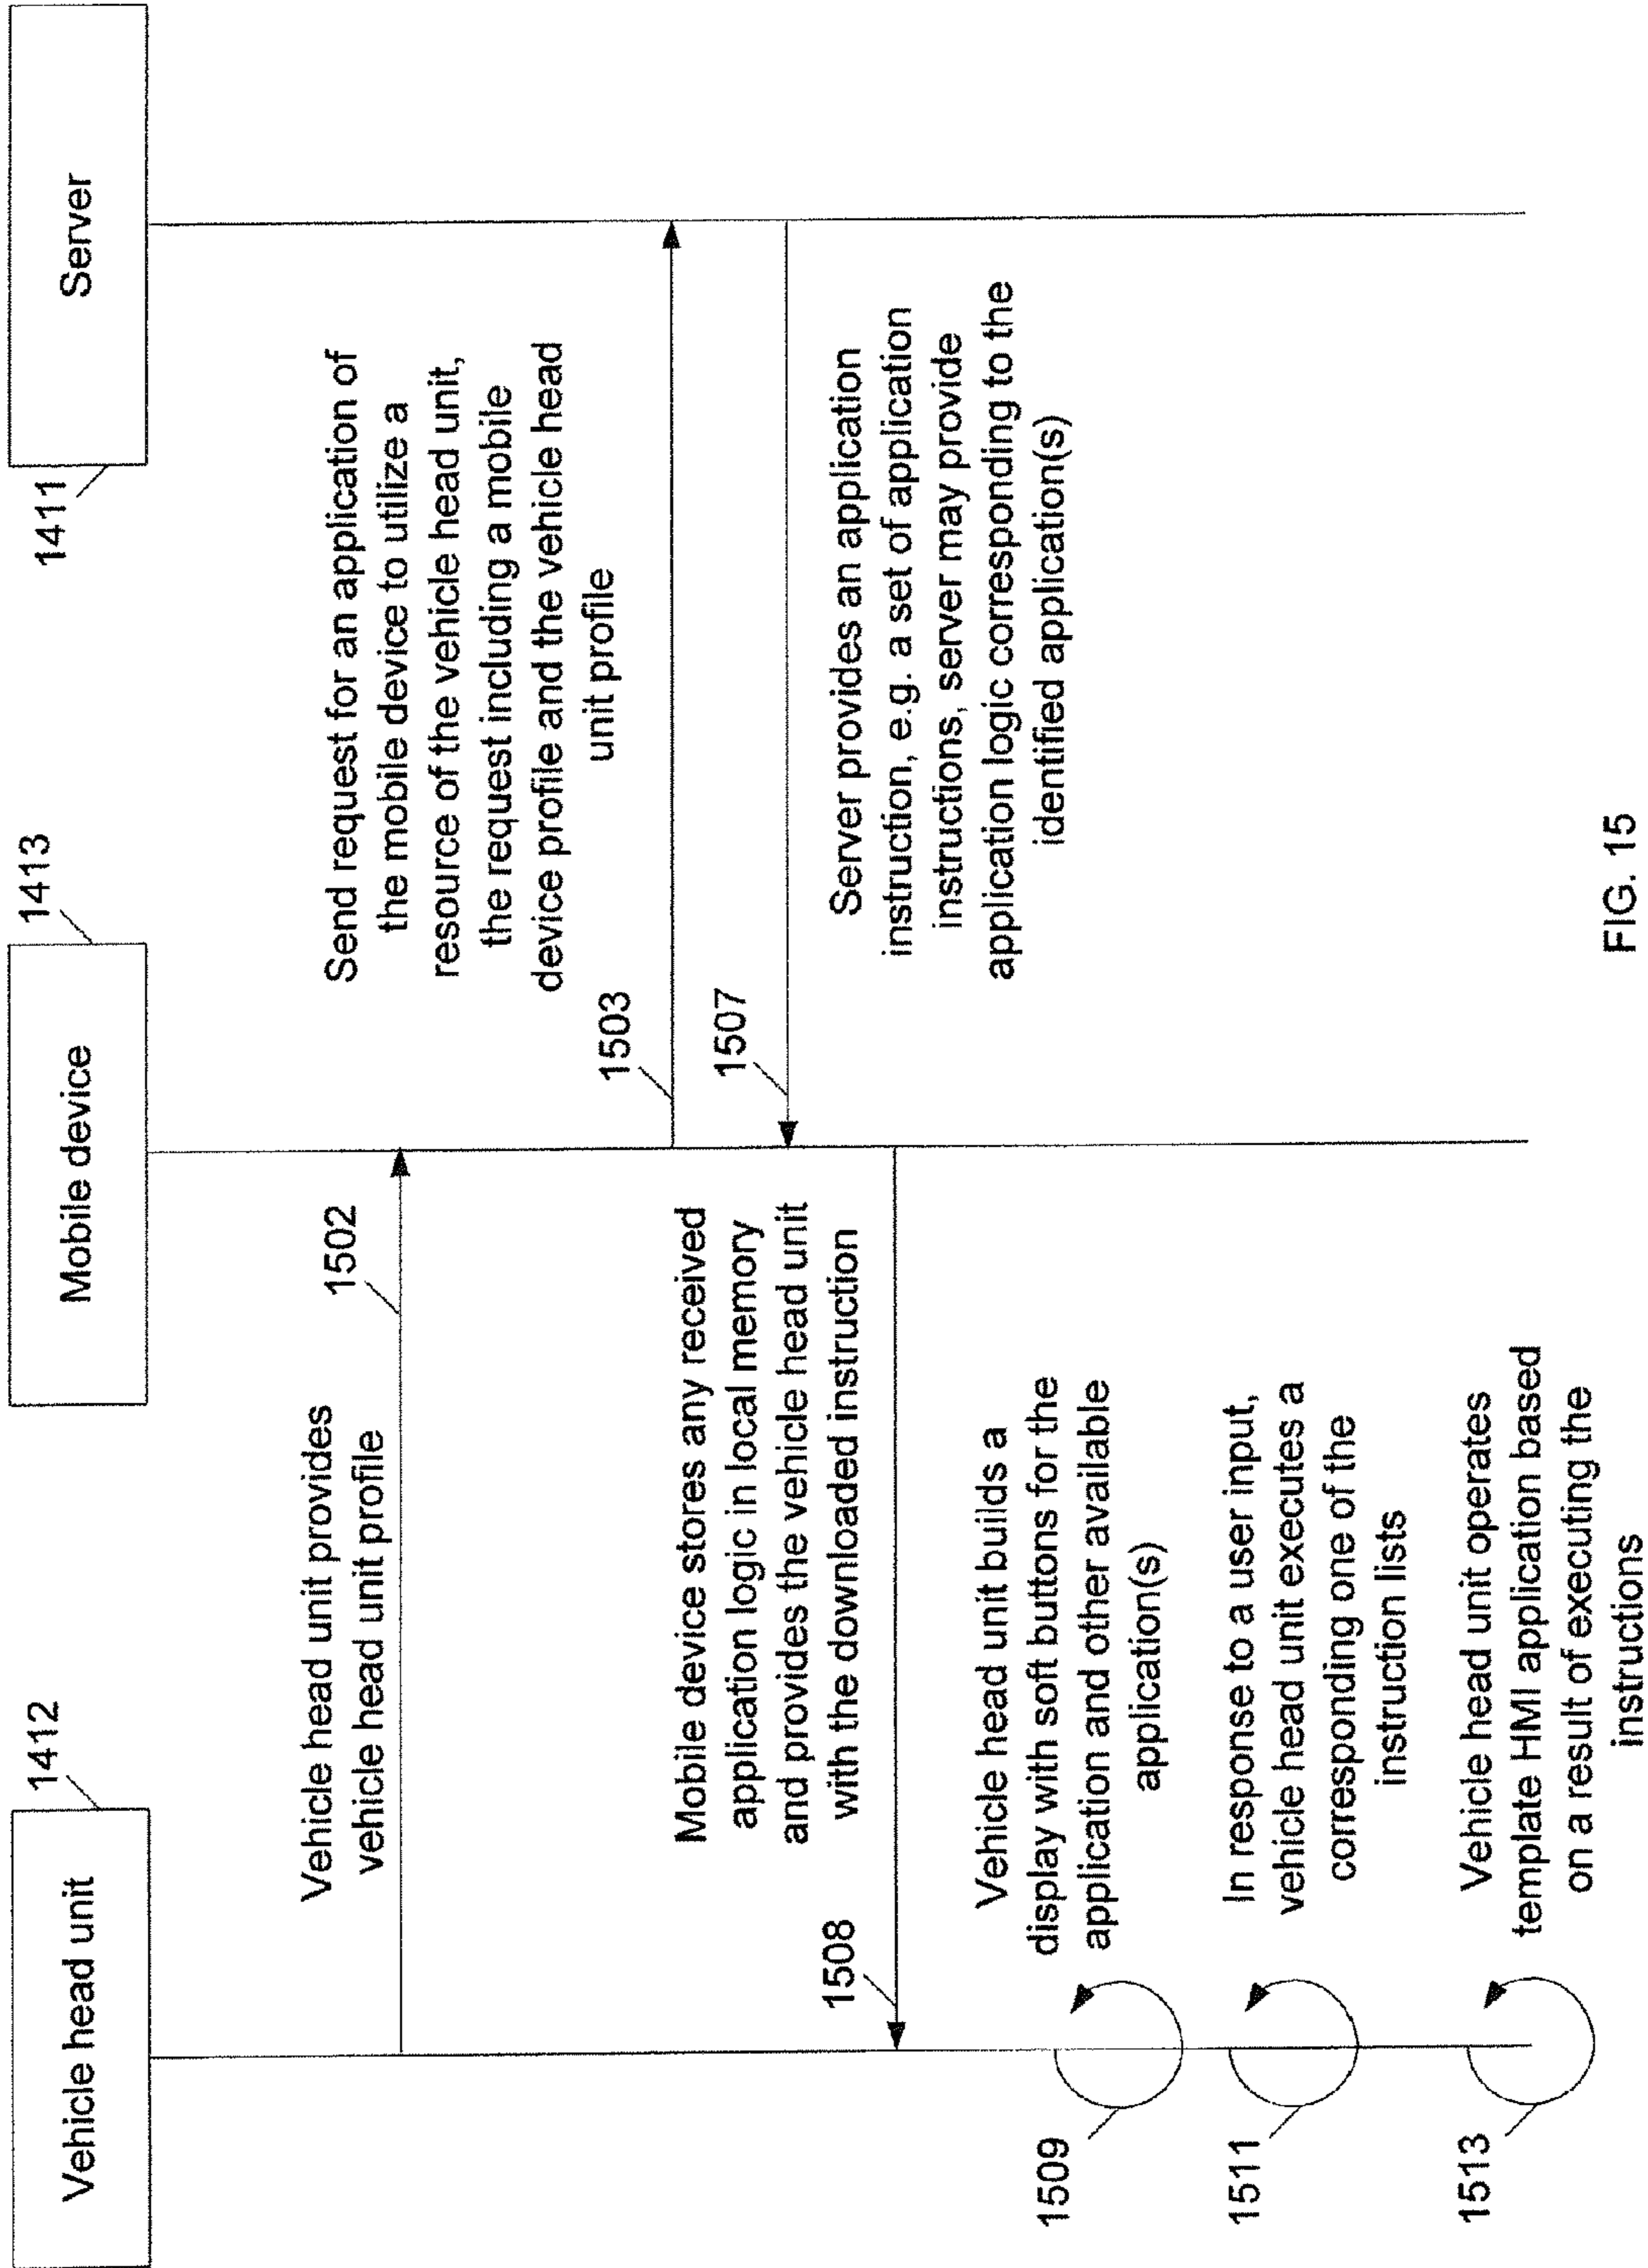 Vehicle head unit
1412
Mobile device
1413
Server
1411
Vehicle head unit provides
vehicle head unit profile
1502
Send request for an application of
the mobile device to utilize a
resource of the vehicle head unit,
the request including a mobile
device profile and the vehicle head
unit profile
1503
1507
Server provides an application
instruction, e.g. a set of application
instructions, server may provide
application logic corresponding to the
identified application(s)
Mobile device stores any received
application logic in local memory
and provides the vehicle head unit
with the downloaded instruction
1508
1509
Vehicle head unit builds a
display with soft buttons for the
application and other available
application(s)
1511
In response to a user input,
vehicle head unit executes a
corresponding one of the
instruction lists
1513
Vehicle head unit operates
template HMI application based
on a result of executing the
instructions
FIG. 15